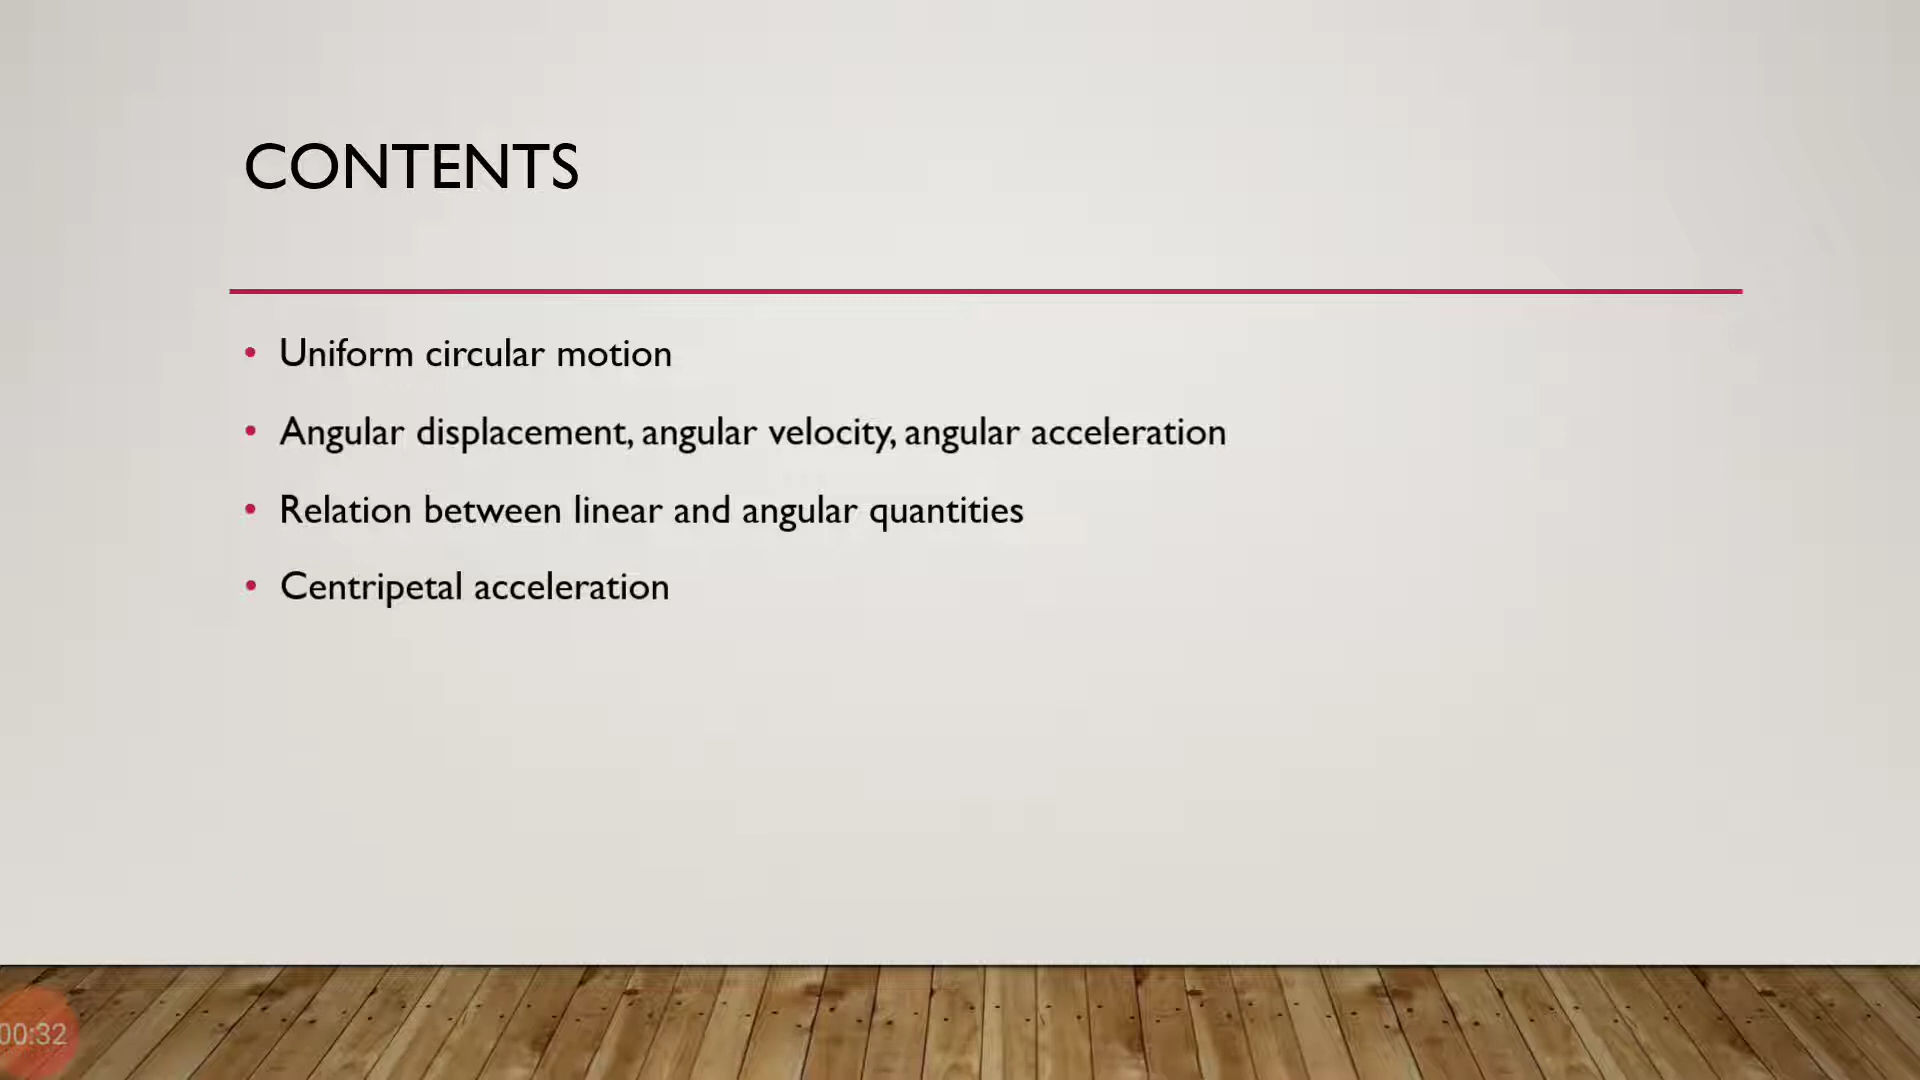 CONTENTS
• Uniform circular motion
• Angular displacement, angular velocity, angular acceleration
• Relation between linear and angular quantities
• Centripetal acceleration
00:32